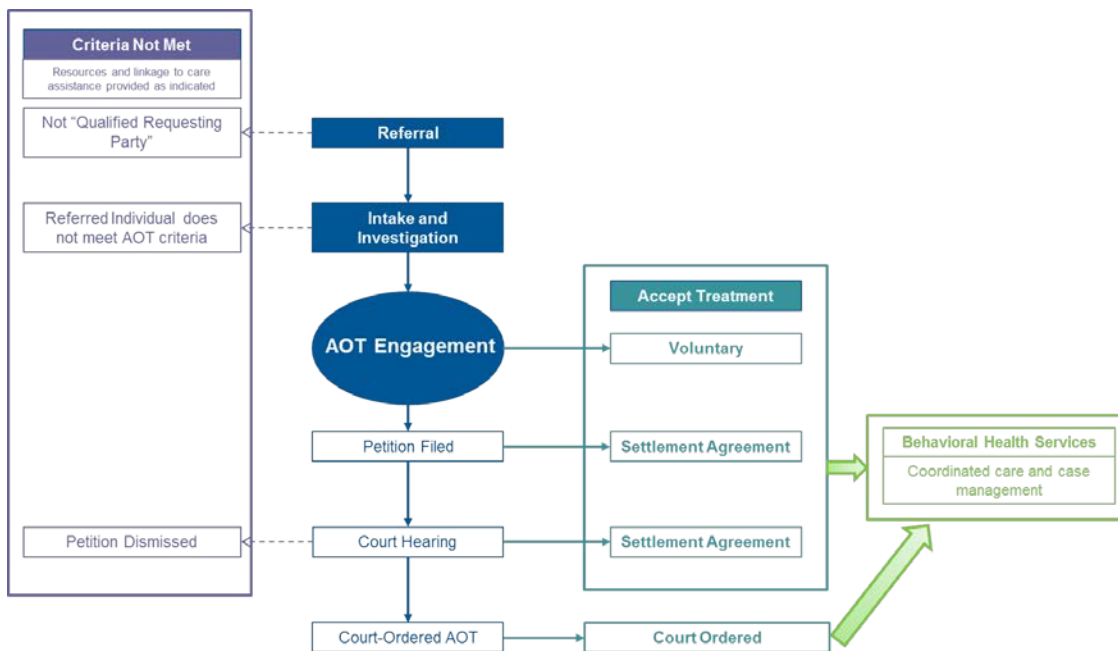 Criteria Not Met
Resources and linkage to care
assistance provided as indicated
Not “Qualified Requesting
Party”
Referral
Referred Individual does
not meet AOT criteria
Intake and
Investigation
Accept Treatment
AOT Engagement
Voluntary
Petition Filed
Settlement Agreement
Behavioral Health Services
Coordinated care and case
management
Petition Dismissed
Court Hearing
Settlement Agreement
Court-Ordered AOT
Court Ordered